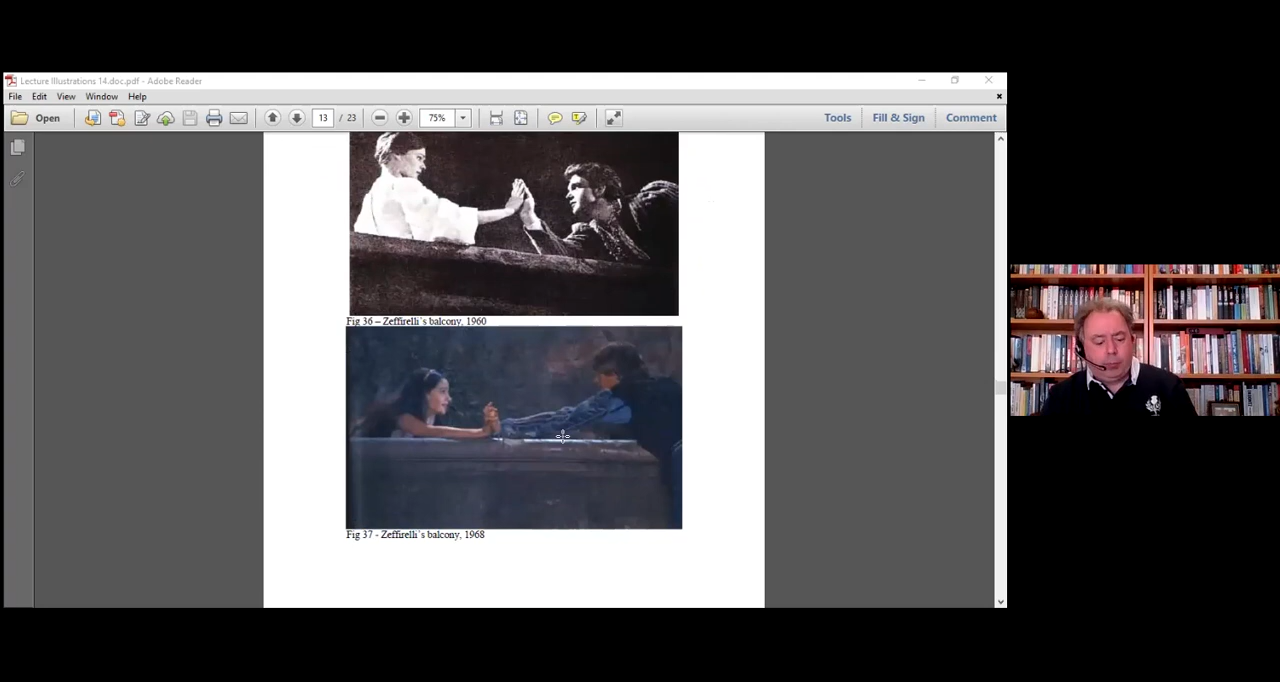 Lecture Illustrations 14.doc.pdf - Adobe Reader
File Edit View Window Help
Open 13 / 23 75% Tools Fill & Sign Comment
Fig 36 – Zeffirelli's balcony, 1960
Fig 37 - Zeffirelli's balcony, 1968